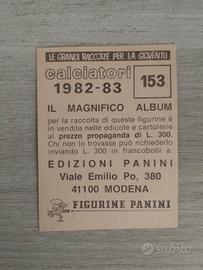 LE GRANDI RACCOLTE PER LA GIOVENTÙ
calciatori
1982-83
153
IL MAGNIFICO ALBUM
per la raccolta di queste figurine è
in vendita nelle edicole e cartolerie
al prezzo propaganda di L. 300.
Chi non lo trovasse può richiederlo
inviando L. 300 in francobolli a
EDIZIONI PANINI
Viale Emilio Po, 380
41100 MODENA
FIGURINE PANINI
subito